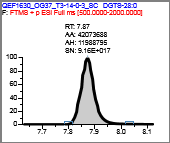 QEF1630_OG37_T3-14-0-3_SC DGTS-28:0
F: FTMS + p ESI Full ms [500.0000-2000.0000]
RT: 7.87
AA: 42073688
AH: 11988795
SN: 9.16E+017
100
80
60
40
20
0
7.7 7.8 7.9 8.0 8.1